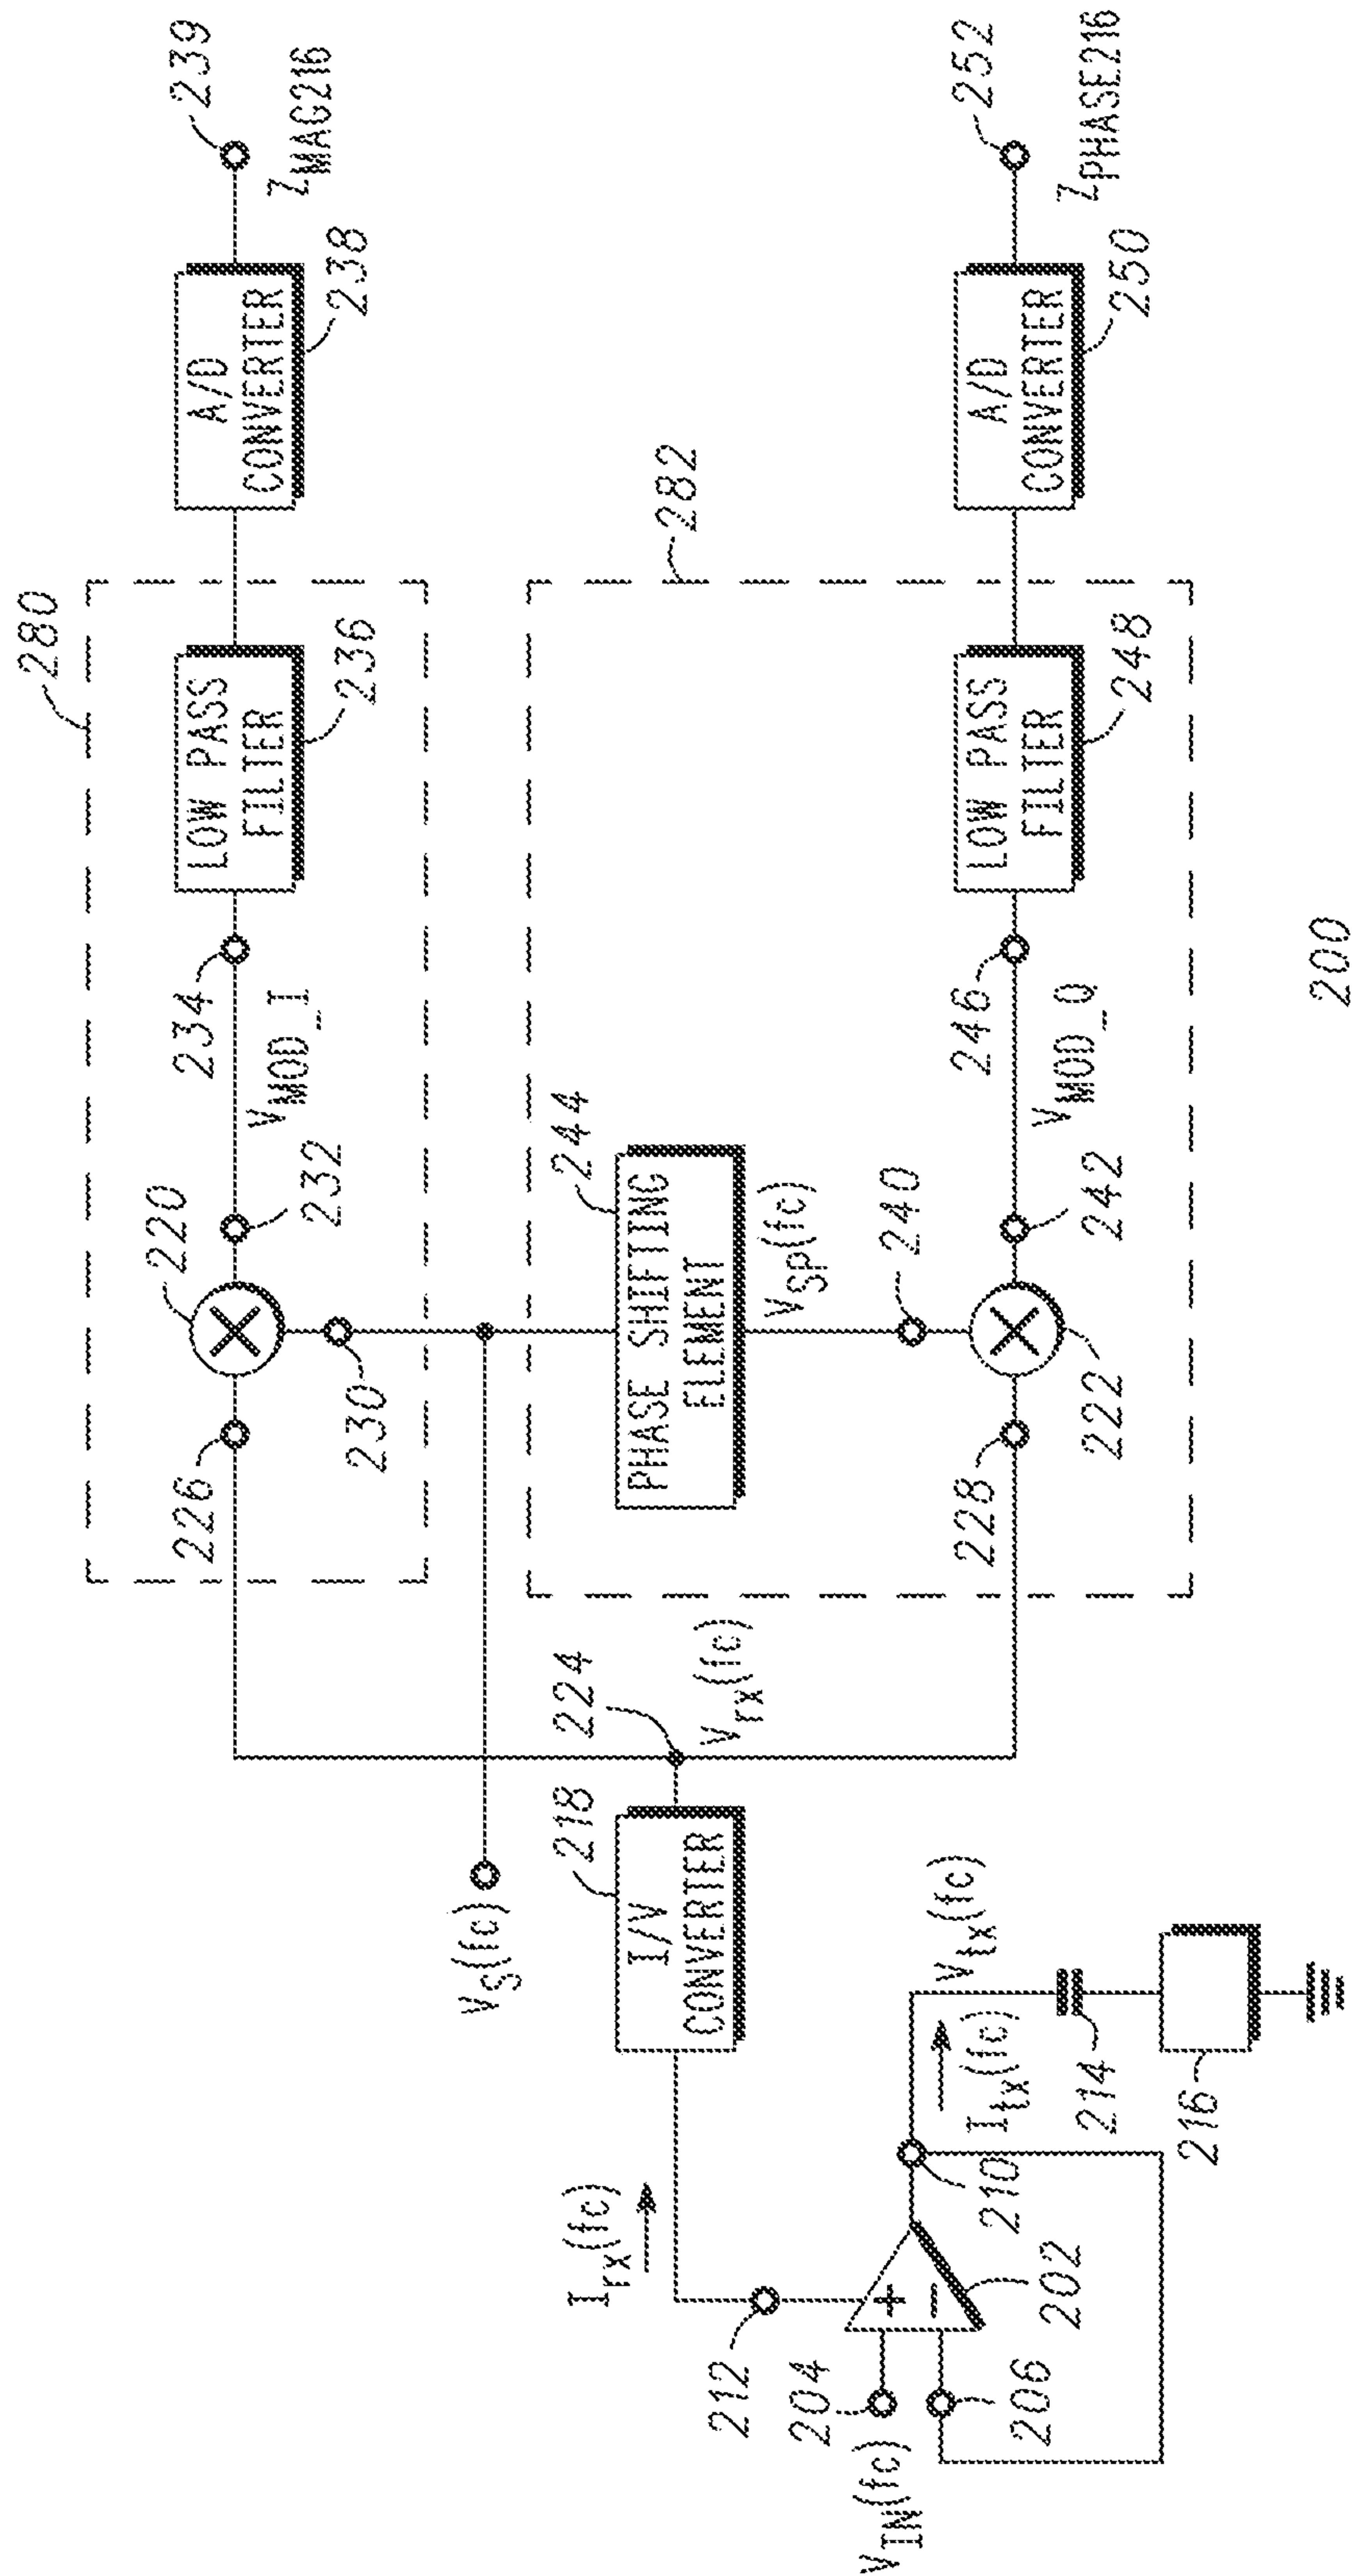 280
220
226
230
232
234
V_MOD_I
LOW PASS
FILTER
236
A/D
CONVERTER
238
239
Z_MAG216
V_S(fc)
282
I_rx(fc)
218
I/V
CONVERTER
224
V_rx(fc)
244
PHASE SHIFTING
ELEMENT
V_SP(fc)
240
212
204
V_IN(fc)
206
202
210
I_tx(fc)
V_tx(fc)
214
216
228
222
242
246
V_MOD_Q
LOW PASS
FILTER
248
A/D
CONVERTER
250
252
Z_PHASE216
200